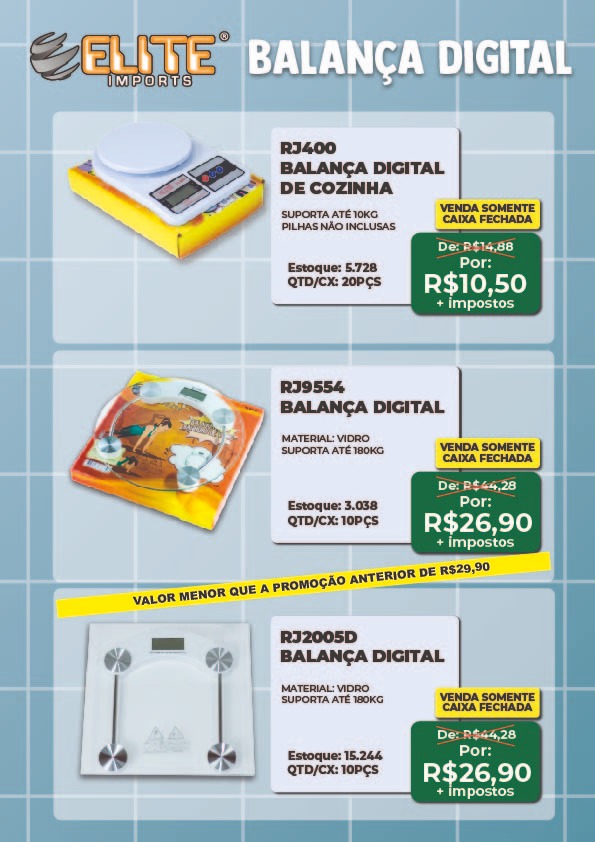 ELITE®
IMPORTS
BALANÇA DIGITAL
RJ400
BALANÇA DIGITAL
DE COZINHA
SUPORTA ATÉ 10KG
PILHAS NÃO INCLUSAS
VENDA SOMENTE
CAIXA FECHADA
Estoque: 5.728
QTD/CX: 20PÇS
De: R$14,88
Por:
R$10,50
+ impostos
RJ9554
BALANÇA DIGITAL
MATERIAL: VIDRO
SUPORTA ATÉ 180KG
VENDA SOMENTE
CAIXA FECHADA
Estoque: 3.038
QTD/CX: 10PÇS
De: R$44,28
Por:
R$26,90
+ impostos
VALOR MENOR QUE A PROMOÇÃO ANTERIOR DE R$29,90
RJ2005D
BALANÇA DIGITAL
MATERIAL: VIDRO
SUPORTA ATÉ 180KG
VENDA SOMENTE
CAIXA FECHADA
Estoque: 15.244
QTD/CX: 10PÇS
De: R$44,28
Por:
R$26,90
+ impostos